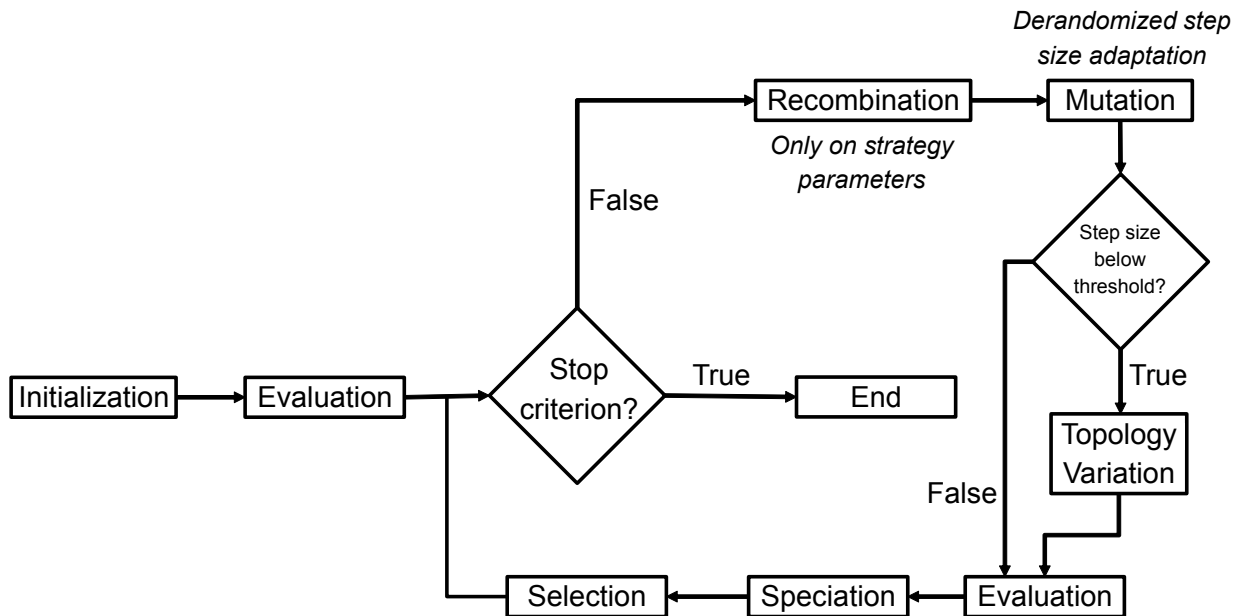 Derandomized step
size adaptation
Recombination
Mutation
Only on strategy
parameters
False
Step size
below
threshold?
Initialization
Evaluation
Stop
criterion?
True
End
True
Topology
Variation
False
Selection
Speciation
Evaluation